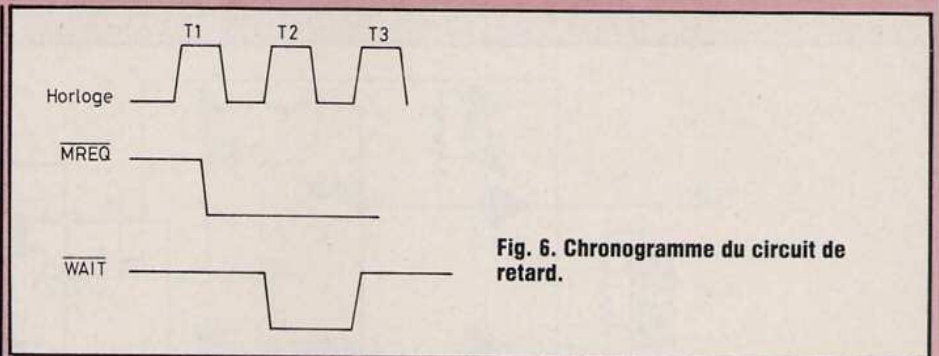 T1 T2 T3
Horloge
MREQ
WAIT
Fig. 6. Chronogramme du circuit de
retard.